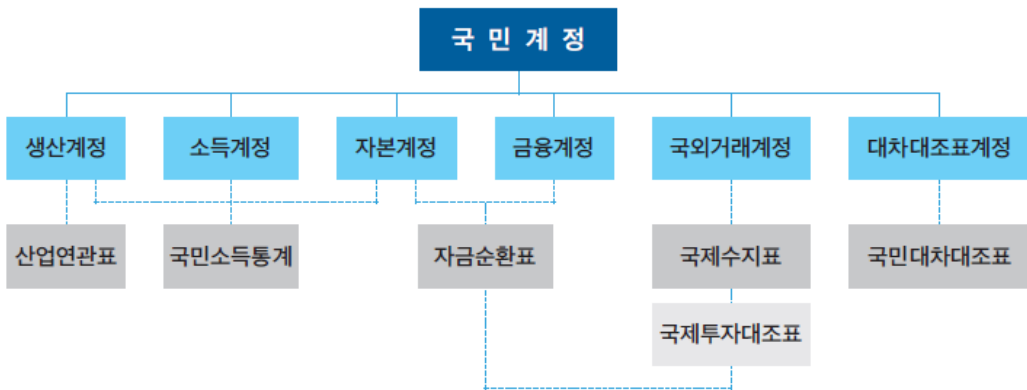 국 민 계 정
생산계정
소득계정
자본계정
금융계정
국외거래계정
대차대조표계정
산업연관표
국민소득통계
자금순환표
국제수지표
국민대차대조표
국제투자대조표